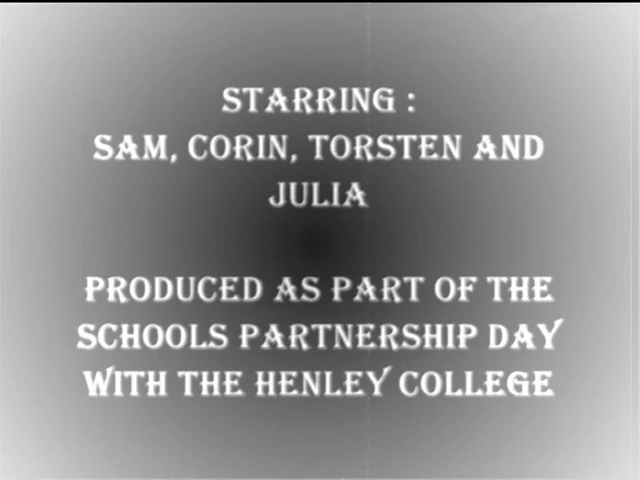 STARRING :
SAM, CORIN, TORSTEN AND
JULIA
PRODUCED AS PART OF THE
SCHOOLS PARTNERSHIP DAY
WITH THE HENLEY COLLEGE